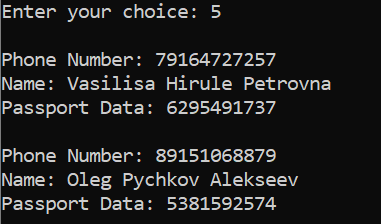 Enter your choice: 5
Phone Number: 79164727257
Name: Vasilisa Hirule Petrovna
Passport Data: 6295491737
Phone Number: 89151068879
Name: Oleg Pychkov Alekseev
Passport Data: 5381592574